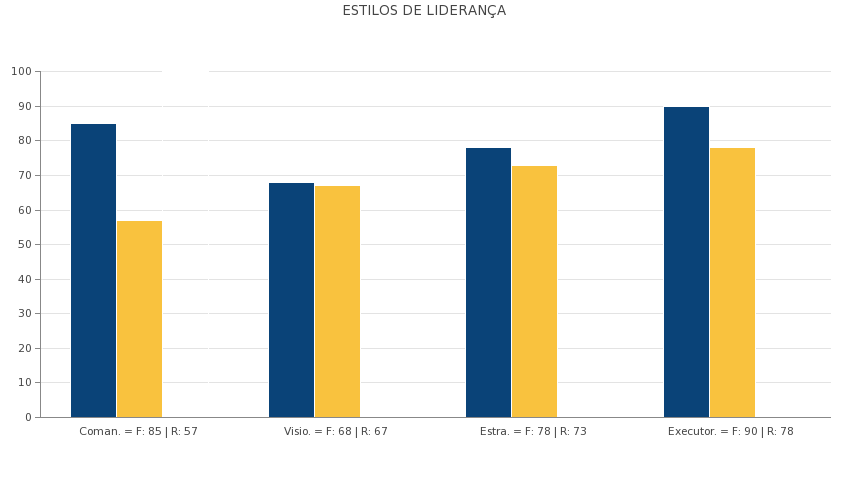 ESTILOS DE LIDERANÇA
100
90
80
70
60
50
40
30
20
10
0
Coman. = F: 85 | R: 57
Visio. = F: 68 | R: 67
Estra. = F: 78 | R: 73
Executor. = F: 90 | R: 78